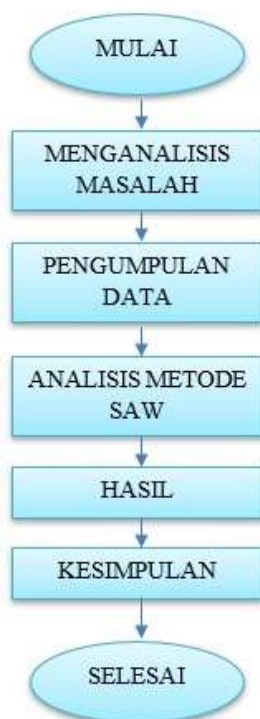 MULAI
MENGANALISIS
MASALAH
PENGUMPULAN
DATA
ANALISIS METODE
SAW
HASIL
KESIMPULAN
SELESAI